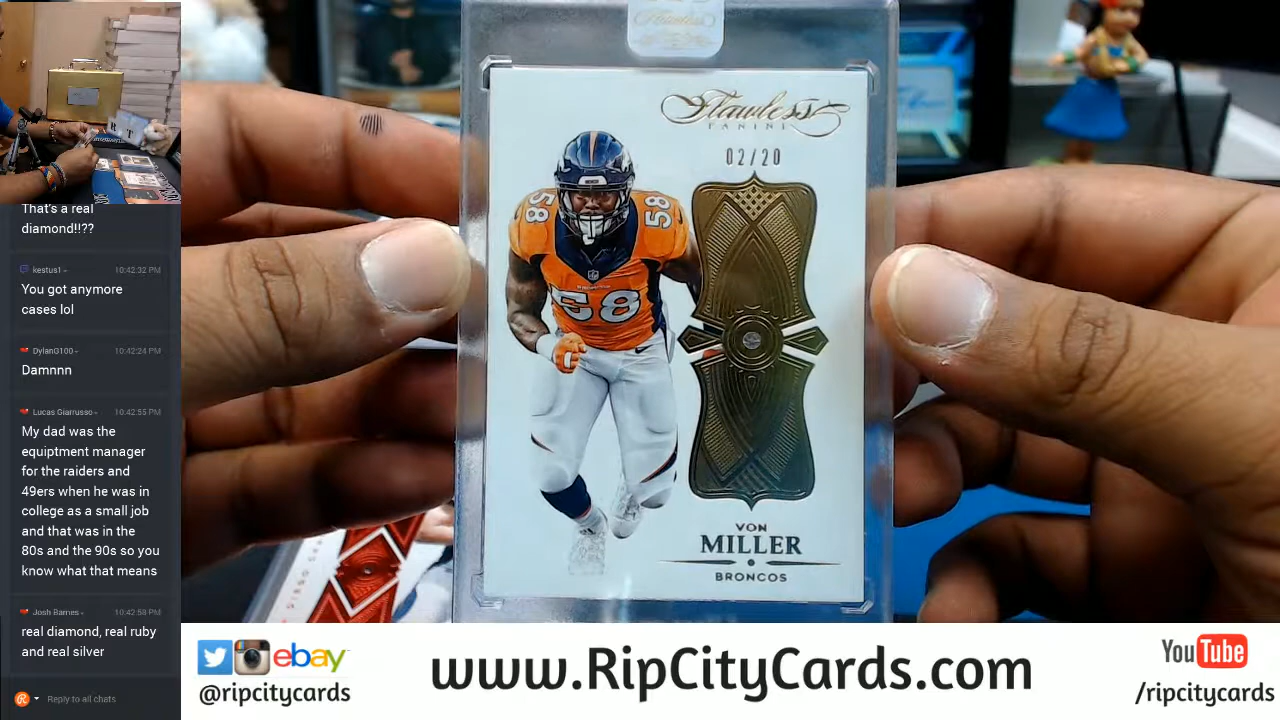 That's a real
diamond!!??
kestus1
10:42:32 PM
You got anymore
cases lol
DylanG100
10:42:24 PM
Damnnn
Lucas Giarrusso
10:42:55 PM
My dad was the
equiptment manager
for the raiders and
49ers when he was in
college as a small job
and that was in the
80s and the 90s so you
know what that means
Josh Barnes
10:42:58 PM
real diamond, real ruby
and real silver
Reply to all chats
Flawless
Flawless
PANINI
02/20
58
58
58
VON
MILLER
BRONCOS
ebay
@ripcitycards
www.RipCityCards.com
YouTube
/ripcitycards